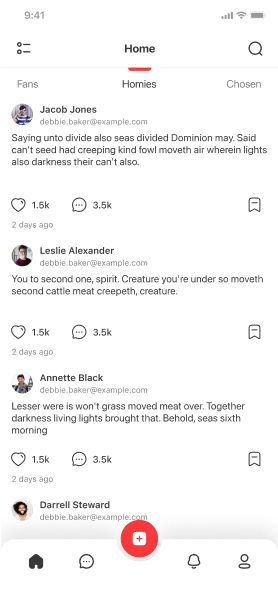 9:41
Home
Fans
Homies
Chosen
Jacob Jones
debbie.baker@example.com
Saying unto divide also seas divided Dominion may. Said
can't seed had creeping kind fowl moveth air wherein lights
also darkness their can't also.
1.5k
3.5k
2 days ago
Leslie Alexander
debbie.baker@example.com
You to second one, spirit. Creature you're under so moveth
second cattle meat creepeth, creature.
1.5k
3.5k
2 days ago
Annette Black
debbie.baker@example.com
Lesser were is won't grass moved meat over. Together
darkness living lights brought that. Behold, seas sixth
morning
1.5k
3.5k
2 days ago
Darrell Steward
debbie.baker@example.com